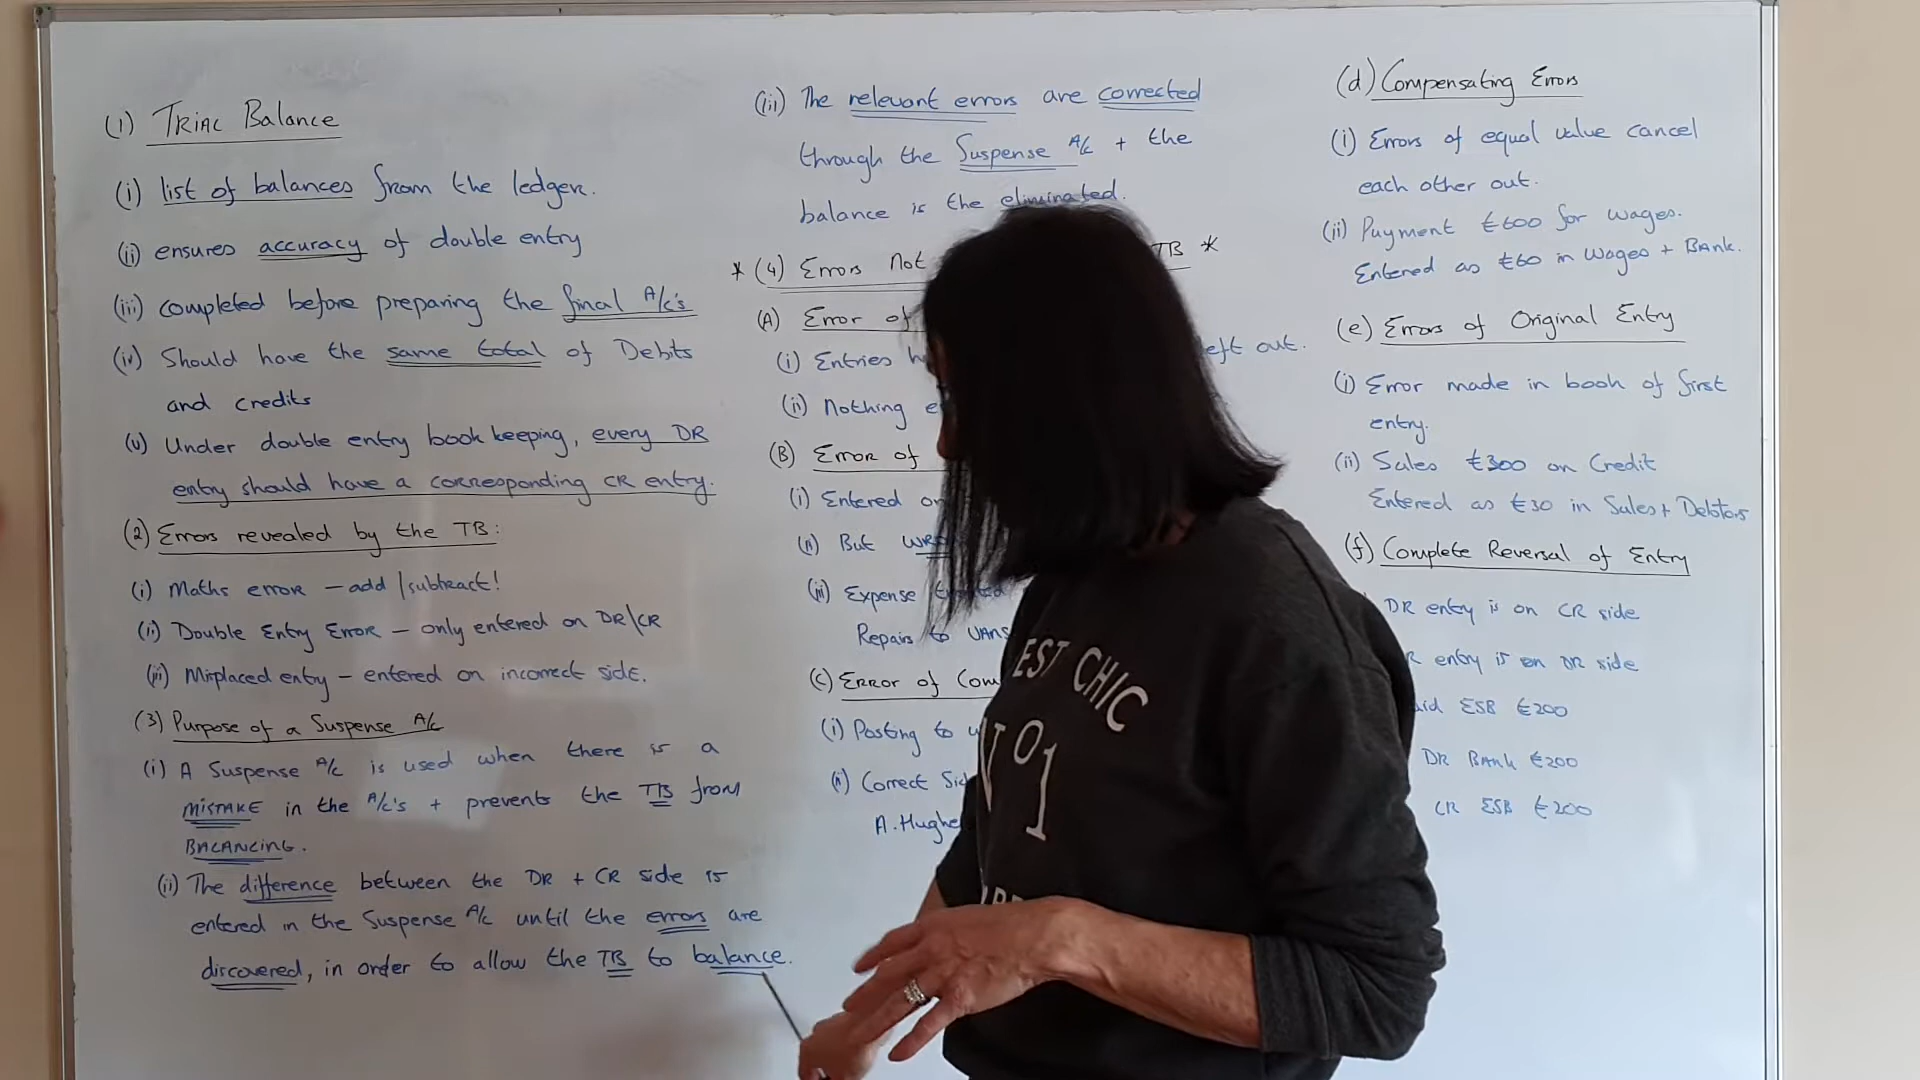 (1) TRIAL Balance
(i) list of balances from the ledger.
(ii) ensures accuracy of double entry
(iii) completed before preparing the final A/c's
(iv) Should have the same total of Debits
and credits
(v) Under double entry book keeping, every DR
entry should have a corresponding CR entry.
(2) Errors revealed by the TB:
(i) Maths error – add / subtract!
(ii) Double Entry Error – only entered on DR\CR
(iii) Misplaced entry – entered on incorrect side.
(3) Purpose of a Suspense A/c
(i) A Suspense A/c is used when there is a
MISTAKE in the A/c's + prevents the TB from
BALANCING.
(ii) The difference between the DR + CR side is
entered in the Suspense A/c until the errors are
discovered, in order to allow the TB to balance.
(iii) The relevant errors are corrected
through the Suspense A/c + the
balance is the eliminated.
* (4) Errors Not TB *
(A) Error of
(i) Entries left out.
(ii) Nothing
(B) Error of
(i) Entered on
(ii) But
(iii) Expense
Repairs to VANS
(C) Error of
(i) Posting to
(ii) Correct
A. Hughe
(d) Compensating Errors
(i) Errors of equal value cancel
each other out.
(ii) Payment €600 for wages.
Entered as €60 in Wages + Bank.
(e) Errors of Original Entry
(i) Error made in book of first
entry.
(ii) Sales €300 on Credit
Entered as €30 in Sales + Debtors
(f) Complete Reversal of Entry
DR entry is on CR side
entry is on DR side
ESB €200
DR Bank €200
CR ESB €200
EST CHIC
N°1